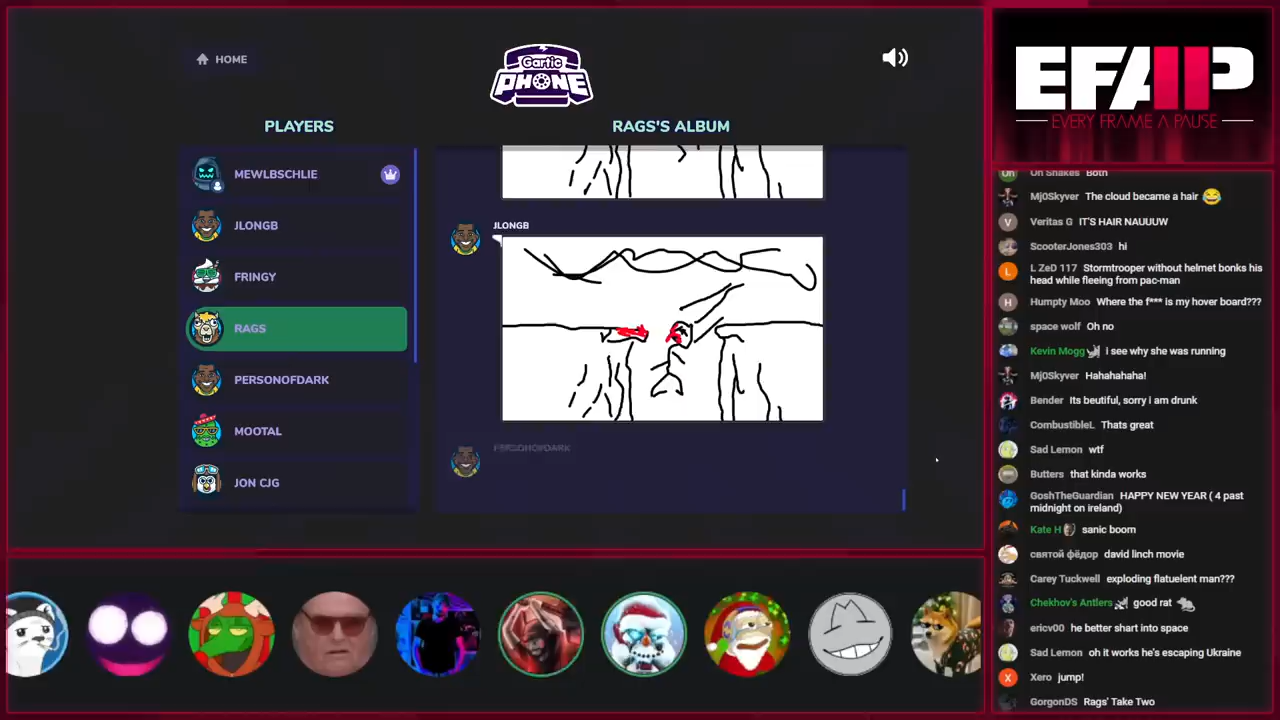 HOME
Gartic
PHONE
PLAYERS
RAGS'S ALBUM
MEWLBSCHLIE
JLONGB
FRINGY
RAGS
PERSONOFDARK
MOOTAL
JON CJG
JLONGB
PERSONOFDARK
EFAP
EVERY FRAME A PAUSE
Oh Snakes Both
Mj0Skyver The cloud became a hair 😂
V Veritas G IT'S HAIR NAUUUW
ScooterJones303 hi
L L ZeD 117 Stormtrooper without helmet bonks his
head while fleeing from pac-man
H Humpty Moo Where the f*** is my hover board???
space wolf Oh no
Kevin Mogg i see why she was running
Mj0Skyver Hahahahaha!
Bender Its beutiful, sorry i am drunk
CombustibleL Thats great
Sad Lemon wtf
Butters that kinda works
GoshTheGuardian HAPPY NEW YEAR ( 4 past
midnight on ireland)
Kate H sanic boom
святой фёдор david linch movie
Carey Tuckwell exploding flatuelent man???
Chekhov's Antlers good rat 🐀
ericv00 he better shart into space
Sad Lemon oh it works he's escaping Ukraine
X Xero jump!
GorgonDS Rags' Take Two